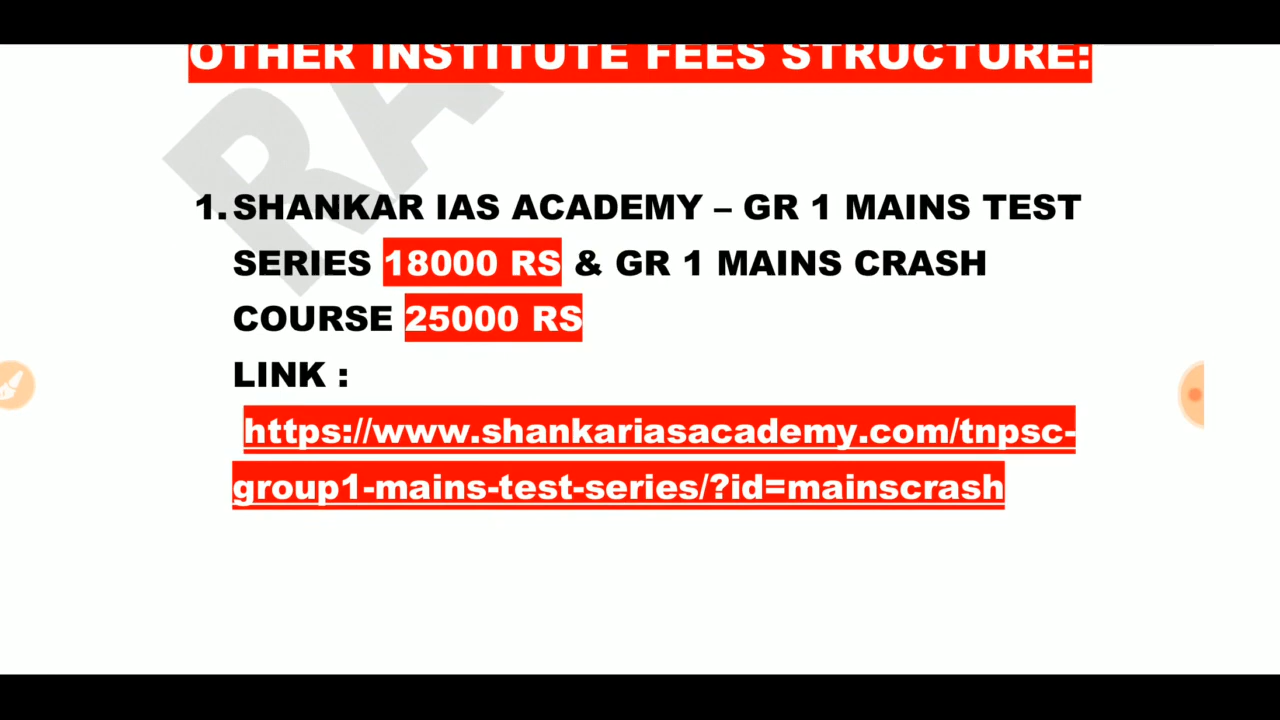 OTHER INSTITUTE FEES STRUCTURE:
RA
1. SHANKAR IAS ACADEMY – GR 1 MAINS TEST
SERIES 18000 RS & GR 1 MAINS CRASH
COURSE 25000 RS
LINK :
https://www.shankariasacademy.com/tnpsc-
group1-mains-test-series/?id=mainscrash